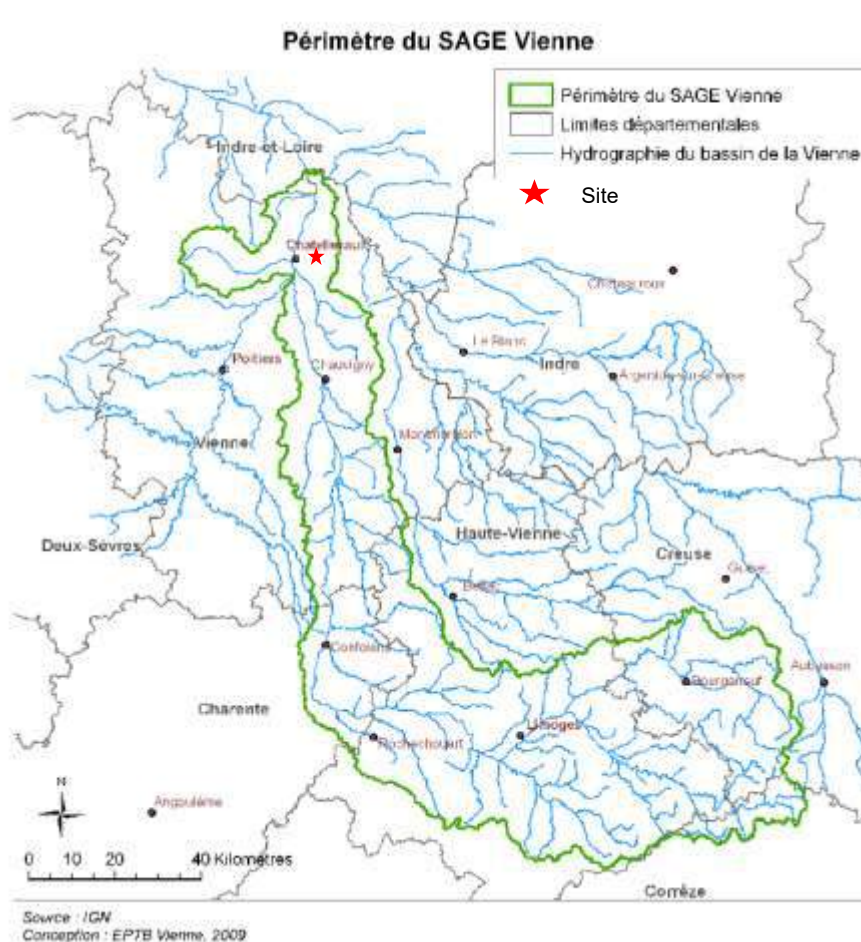 Périmètre du SAGE Vienne
Périmètre du SAGE Vienne
Limites départementales
Hydrographie du bassin de la Vienne
Site
Indre-et-Loire
Chatellerault
Chateauroux
Le Blanc
Indre
Argenton-sur-Creuse
Poitiers
Chauvigny
Vienne
Montmorillon
Haute-Vienne
Deux-Sèvres
Creuse
Guéret
Bellac
Confolens
Aubusson
Bourganeuf
Charente
Limoges
Rochechouart
N
Angoulême
0 10 20 40 Kilomètres
Corrèze
Source : IGN
Conception : EPTB Vienne, 2009